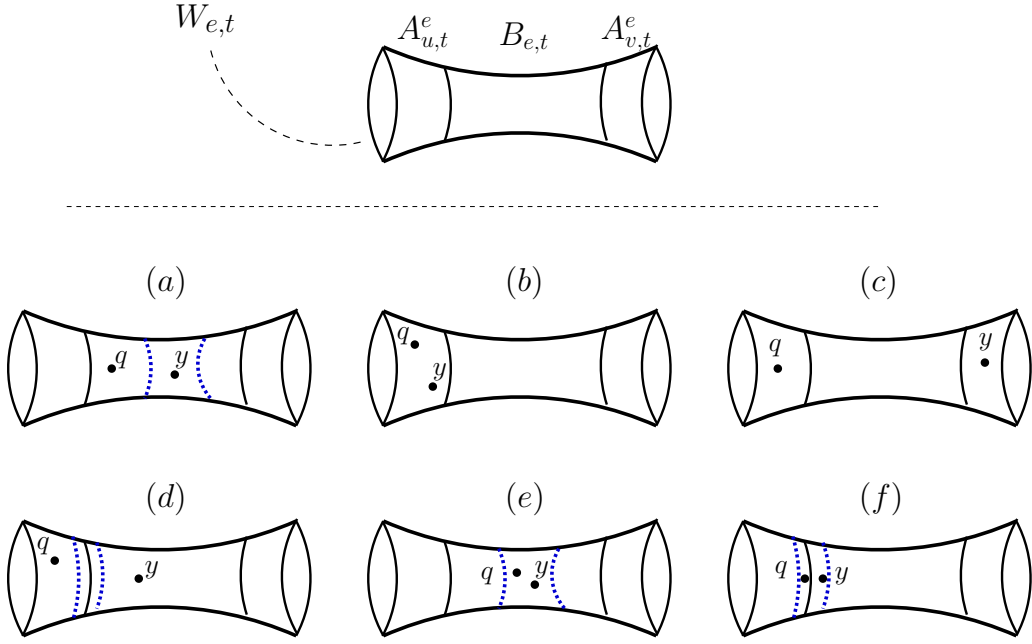 W_{e,t}
A^e_{u,t} B_{e,t} A^e_{v,t}
(a) (b) (c)
q y q y q y
(d) (e) (f)
q y q y q y